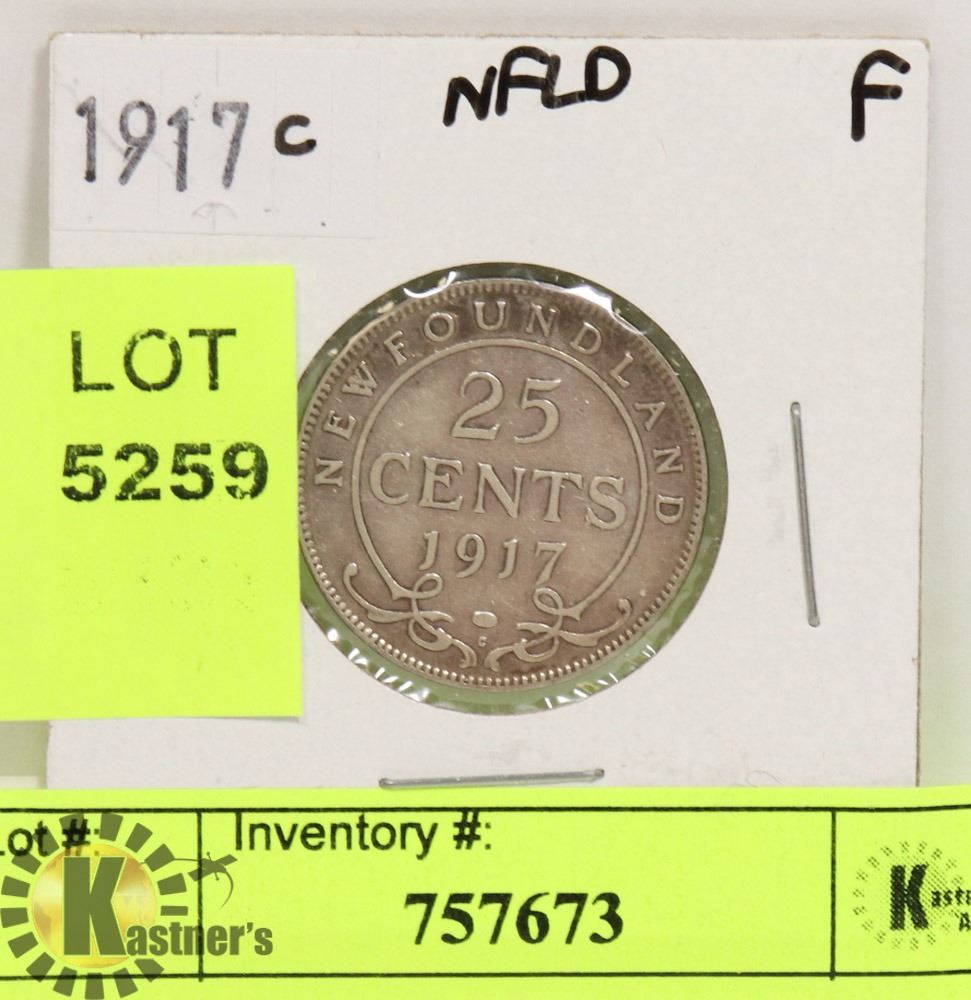 1917 C NFLD F
LOT
5259
NEWFOUNDLAND
25
CENTS
1917
C
Lot #: Inventory #:
757673
Kastner's